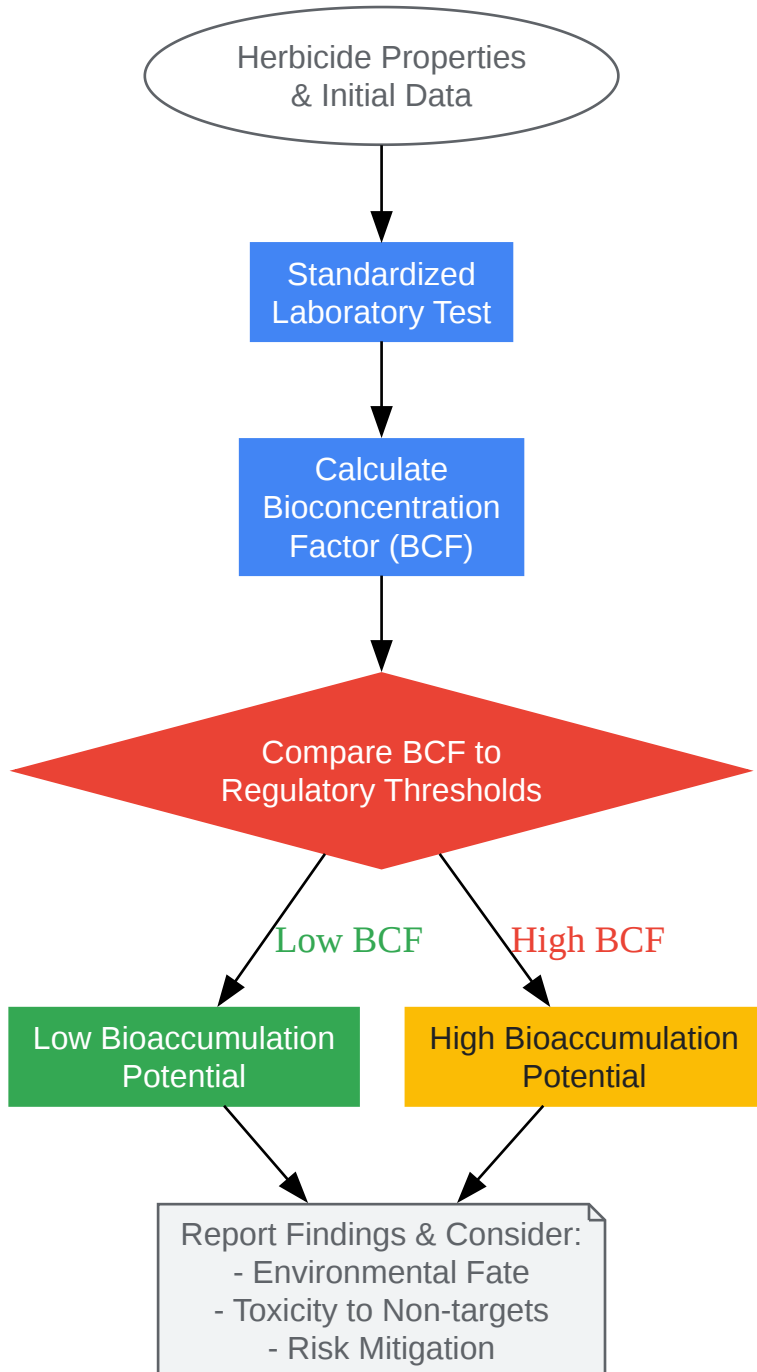 Herbicide Properties
& Initial Data
Standardized
Laboratory Test
Calculate
Bioconcentration
Factor (BCF)
Compare BCF to
Regulatory Thresholds
Low BCF
High BCF
Low Bioaccumulation
Potential
High Bioaccumulation
Potential
Report Findings & Consider:
- Environmental Fate
- Toxicity to Non-targets
- Risk Mitigation